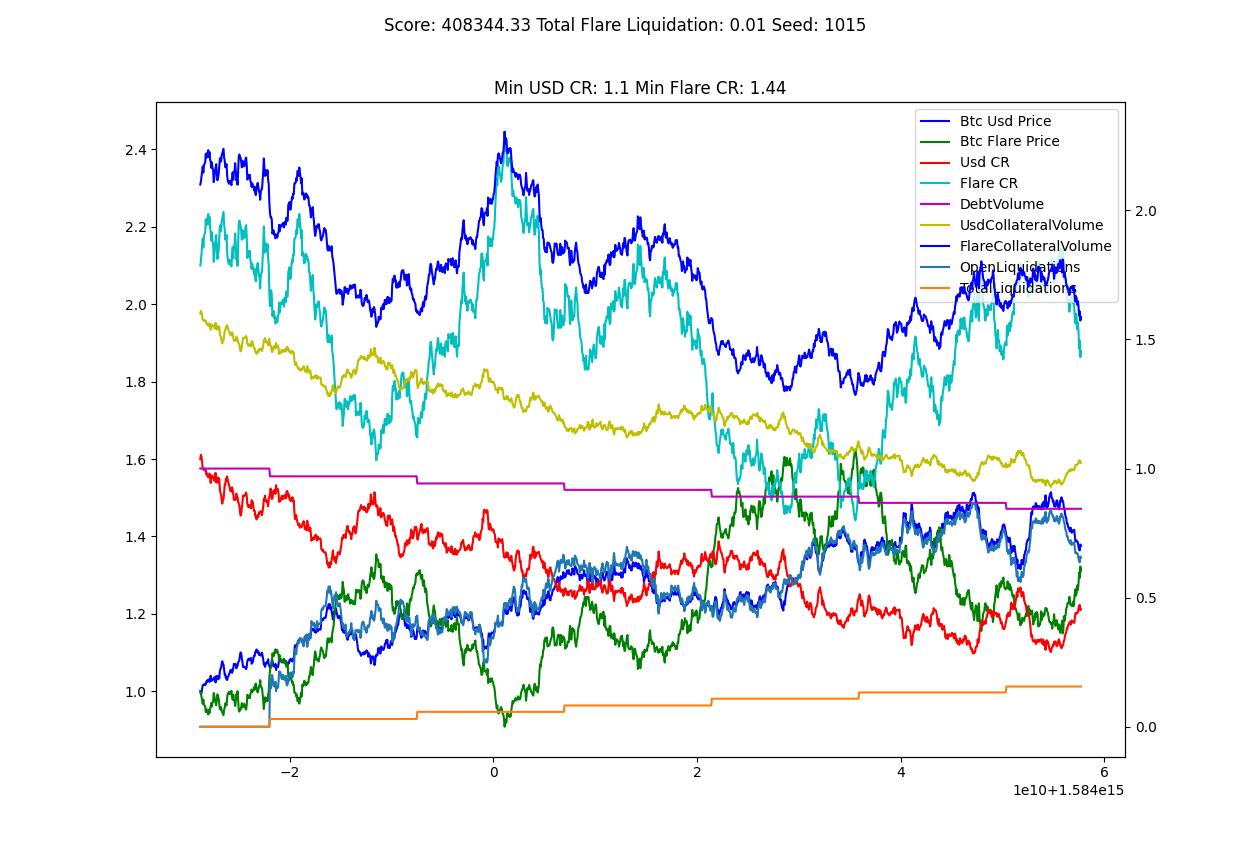 Score: 408344.33 Total Flare Liquidation: 0.01 Seed: 1015
Min USD CR: 1.1 Min Flare CR: 1.44
Btc Usd Price
Btc Flare Price
Usd CR
Flare CR
DebtVolume
UsdCollateralVolume
FlareCollateralVolume
OpenLiquidations
TotalLiquidations
2.4
2.2
2.0
1.8
1.6
1.4
1.2
1.0
2.0
1.5
1.0
0.5
0.0
−2 0 2 4 6
1e10+1.584e15